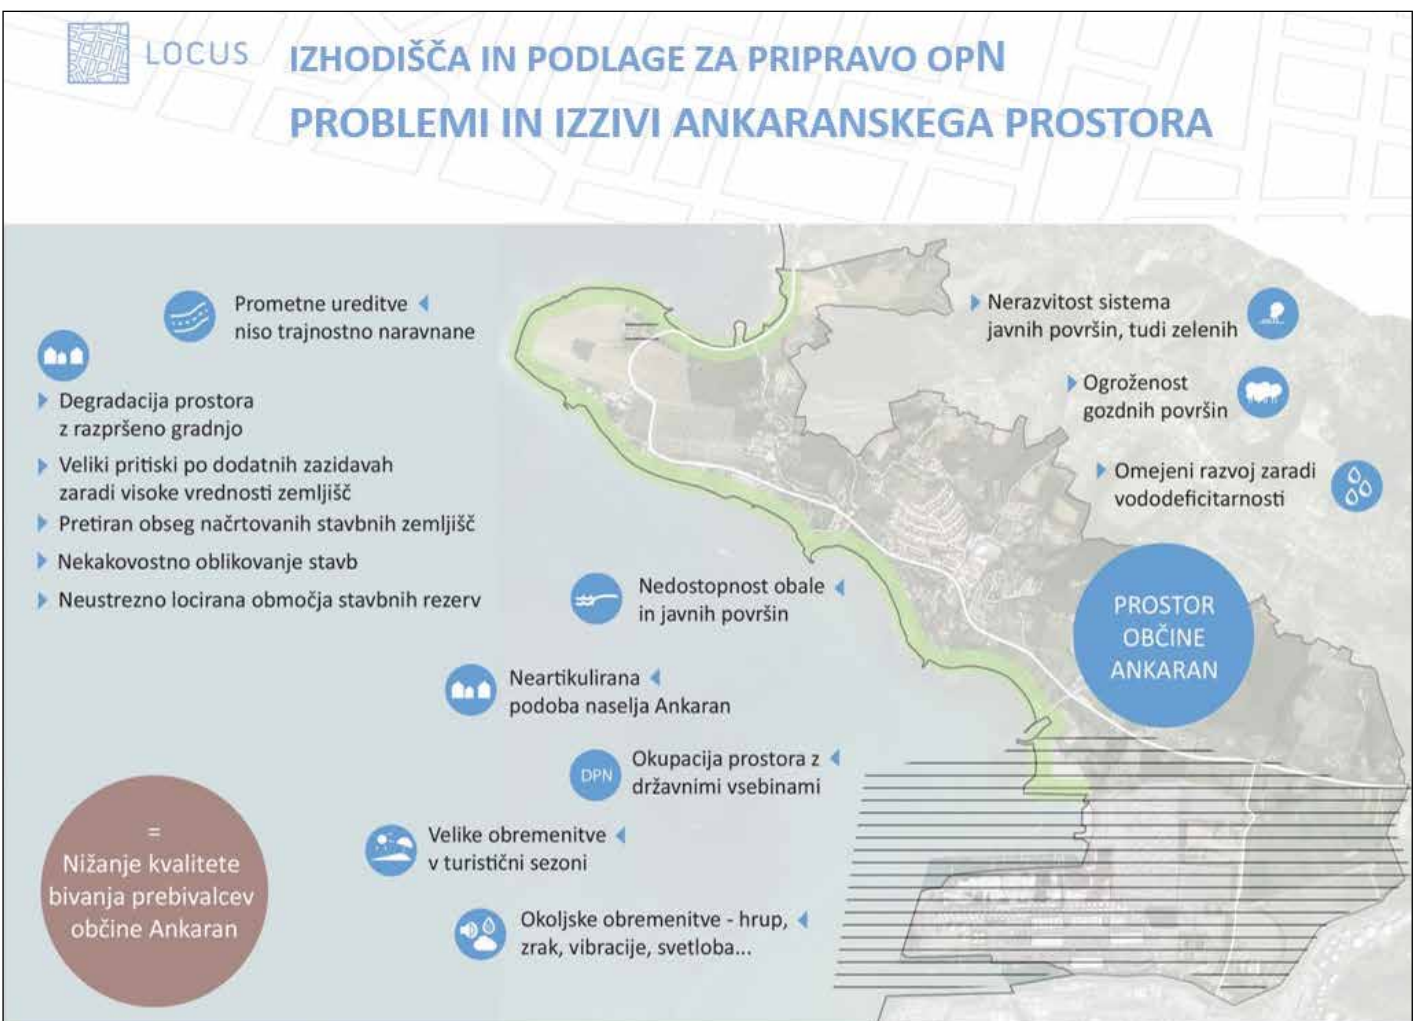 LOCUS
IZHODIŠČA IN PODLAGE ZA PRIPRAVO OPN
PROBLEMI IN IZZIVI ANKARANSKEGA PROSTORA
Prometne ureditve
niso trajnostno naravnane
Degradacija prostora
z razpršeno gradnjo
Veliki pritiski po dodatnih zazidavah
zaradi visoke vrednosti zemljišč
Pretiran obseg načrtovanih stavbnih zemljišč
Nekakovostno oblikovanje stavb
Neustrezno locirana območja stavbnih rezerv
Nerazvitost sistema
javnih površin, tudi zelenih
Ogroženost
gozdnih površin
Omejeni razvoj zaradi
vododeficitarnosti
PROSTOR
OBČINE
ANKARAN
Nedostopnost obale
in javnih površin
Neartikulirana
podoba naselja Ankaran
DPN
Okupacija prostora z
državnimi vsebinami
Velike obremenitve
v turistični sezoni
Okoljske obremenitve - hrup,
zrak, vibracije, svetloba...
=
Nižanje kvalitete
bivanja prebivalcev
občine Ankaran